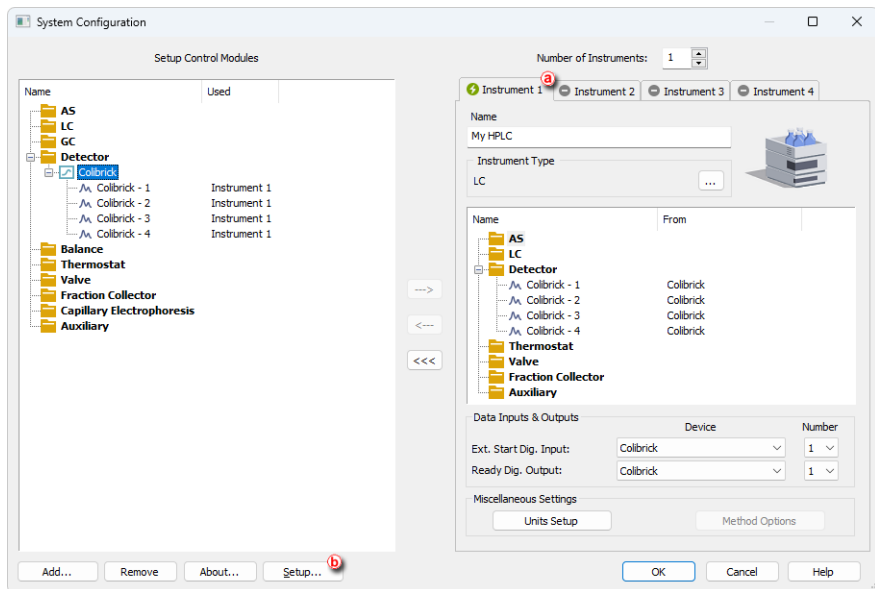 System Configuration
Setup Control Modules
Name Used
AS
LC
GC
Detector
Colibrick
Colibrick - 1 Instrument 1
Colibrick - 2 Instrument 1
Colibrick - 3 Instrument 1
Colibrick - 4 Instrument 1
Balance
Thermostat
Valve
Fraction Collector
Capillary Electrophoresis
Auxiliary
Add... Remove About... Setup... b
--->
<---
<<<
Number of Instruments: 1
a
Instrument 1 Instrument 2 Instrument 3 Instrument 4
Name
My HPLC
Instrument Type
LC ...
Name From
AS
LC
Detector
Colibrick - 1 Colibrick
Colibrick - 2 Colibrick
Colibrick - 3 Colibrick
Colibrick - 4 Colibrick
Thermostat
Valve
Fraction Collector
Auxiliary
Data Inputs & Outputs
Device Number
Ext. Start Dig. Input: Colibrick 1
Ready Dig. Output: Colibrick 1
Miscellaneous Settings
Units Setup Method Options
OK Cancel Help